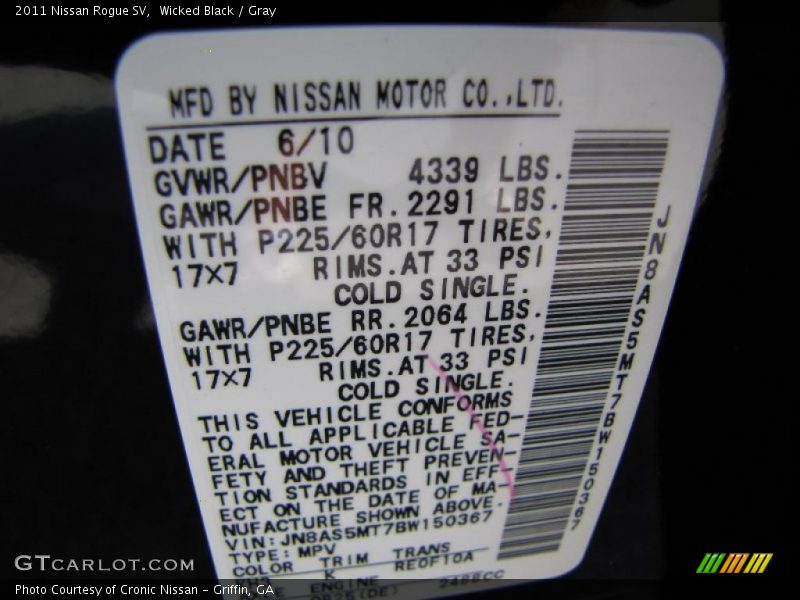 2011 Nissan Rogue SV, Wicked Black / Gray
MFD BY NISSAN MOTOR CO.,LTD.
DATE 6/10
GVWR/PNBV 4339 LBS.
GAWR/PNBE FR. 2291 LBS.
WITH P225/60R17 TIRES,
17X7 RIMS.AT 33 PSI
COLD SINGLE.
GAWR/PNBE RR. 2064 LBS.
WITH P225/60R17 TIRES,
17X7 RIMS.AT 33 PSI
COLD SINGLE.
THIS VEHICLE CONFORMS
TO ALL APPLICABLE FED-
ERAL MOTOR VEHICLE SA-
FETY AND THEFT PREVEN-
TION STANDARDS IN EFF-
ECT ON THE DATE OF MA-
NUFACTURE SHOWN ABOVE.
VIN:JN8AS5MT7BW150367
TYPE:MPV
COLOR TRIM TRANS
K RE0F10A
ENGINE 2488CC
JN8AS5MT7BW150367
GTCARLOT.COM
Photo Courtesy of Cronic Nissan - Griffin, GA